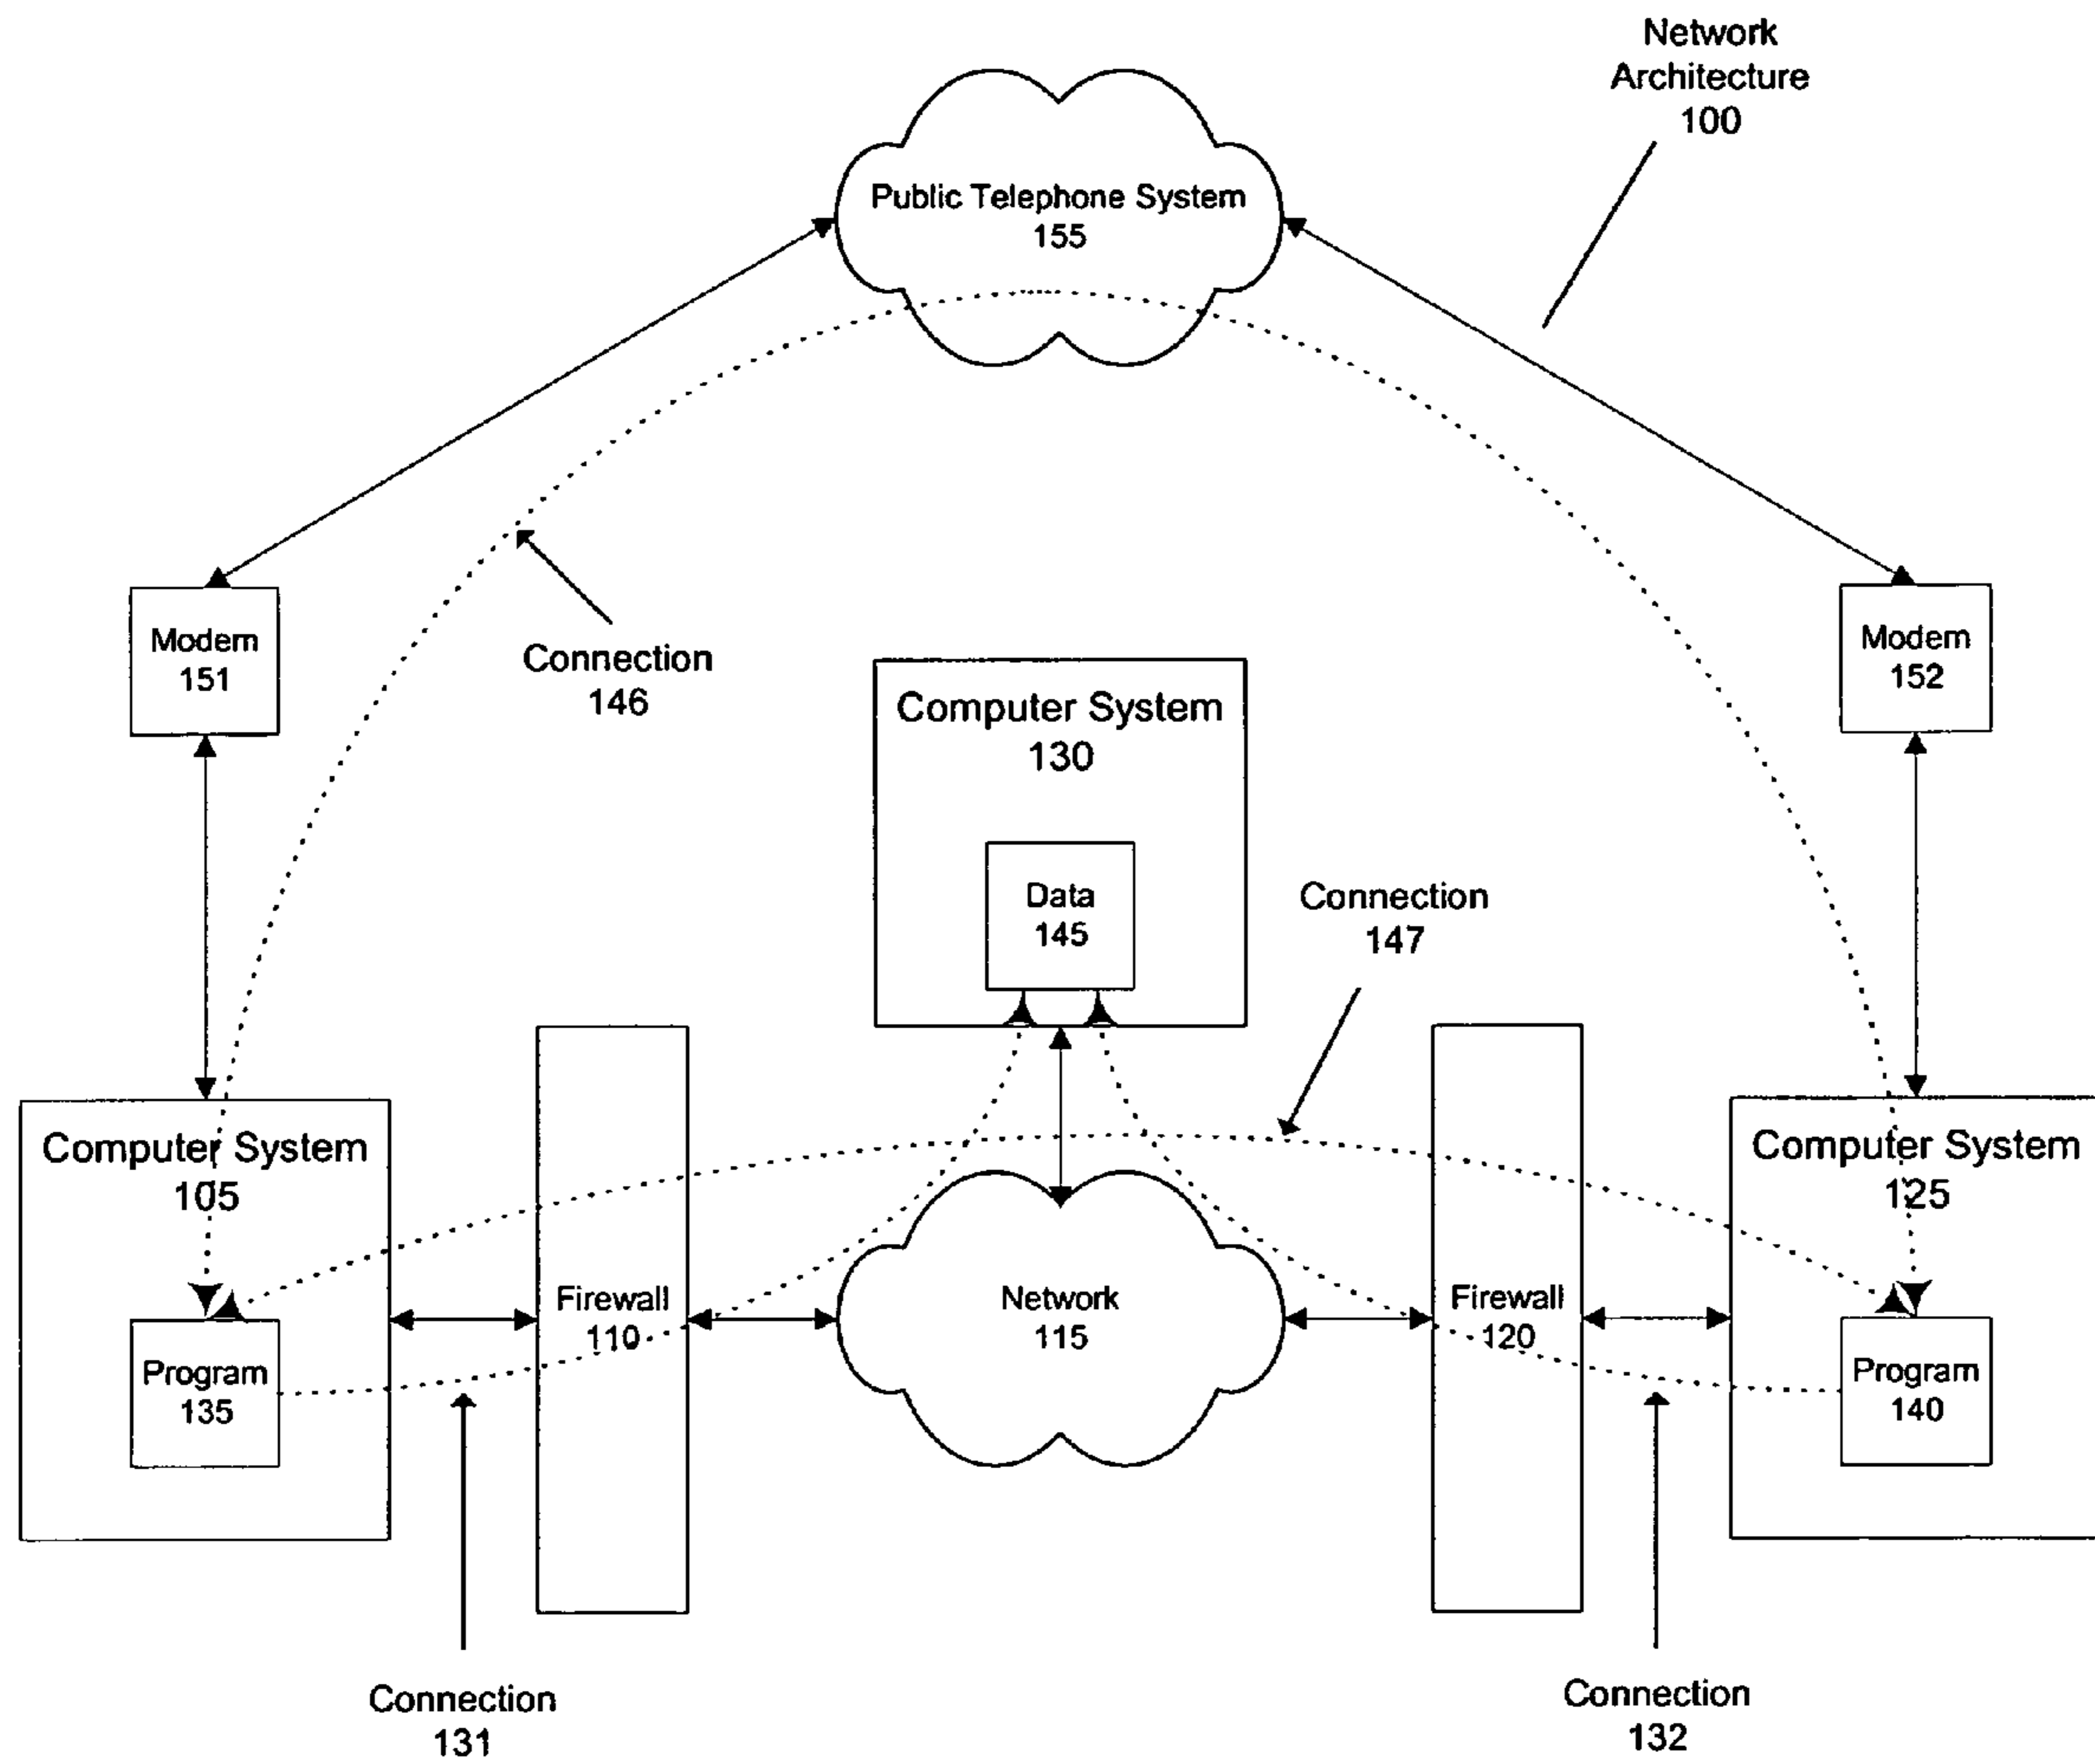 Network
Architecture
100
Public Telephone System
155
Modem
151
Modem
152
Connection
146
Computer System
130
Data
145
Connection
147
Computer System
105
Computer System
125
Firewall
110
Network
115
Firewall
120
Program
135
Program
140
Connection
131
Connection
132